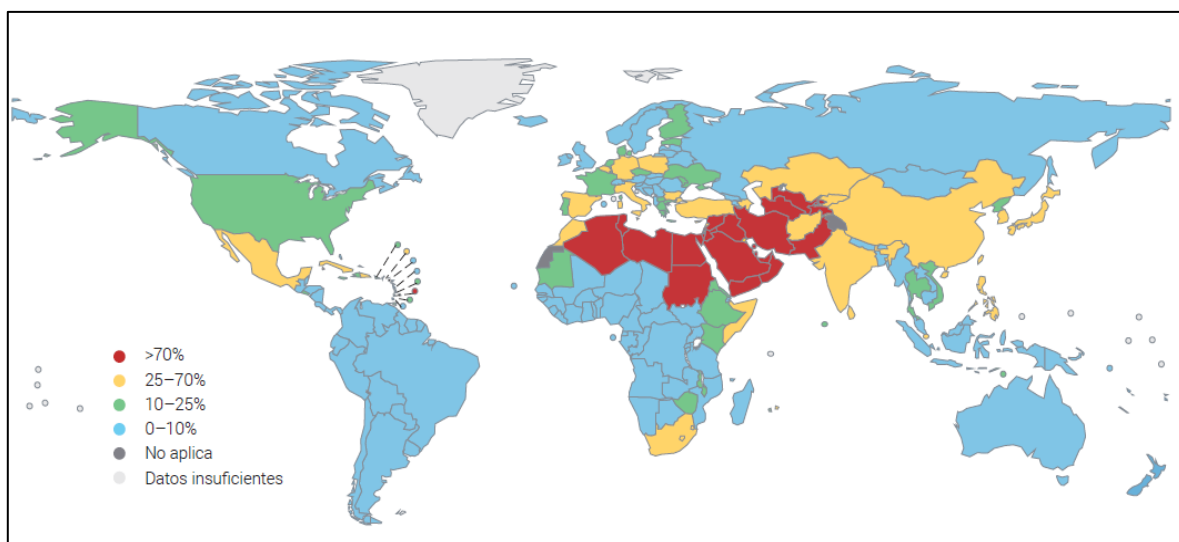 >70%
25–70%
10–25%
0–10%
No aplica
Datos insuficientes